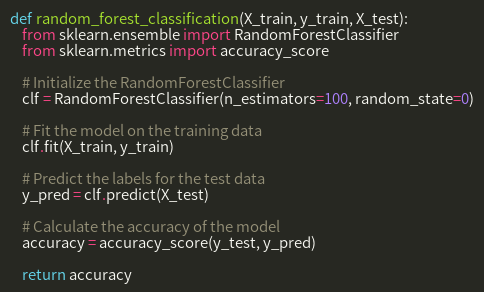 def random_forest_classification(X_train, y_train, X_test):
from sklearn.ensemble import RandomForestClassifier
from sklearn.metrics import accuracy_score
# Initialize the RandomForestClassifier
clf = RandomForestClassifier(n_estimators=100, random_state=0)
# Fit the model on the training data
clf.fit(X_train, y_train)
# Predict the labels for the test data
y_pred = clf.predict(X_test)
# Calculate the accuracy of the model
accuracy = accuracy_score(y_test, y_pred)
return accuracy